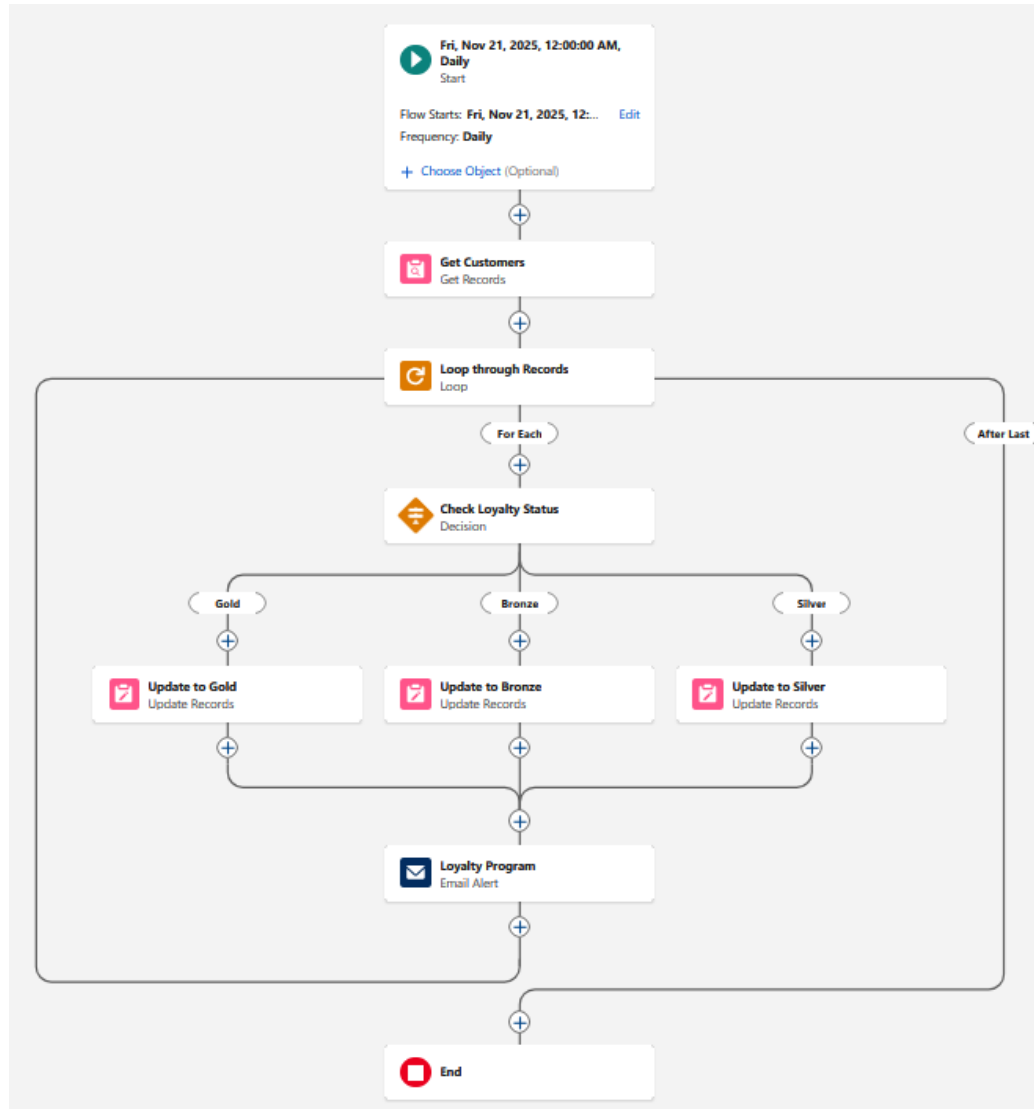 Fri, Nov 21, 2025, 12:00:00 AM,
Daily
Start
Flow Starts: Fri, Nov 21, 2025, 12:... Edit
Frequency: Daily
+ Choose Object (Optional)
Get Customers
Get Records
Loop through Records
Loop
For Each
After Last
Check Loyalty Status
Decision
Gold
Bronze
Silver
Update to Gold
Update Records
Update to Bronze
Update Records
Update to Silver
Update Records
Loyalty Program
Email Alert
End